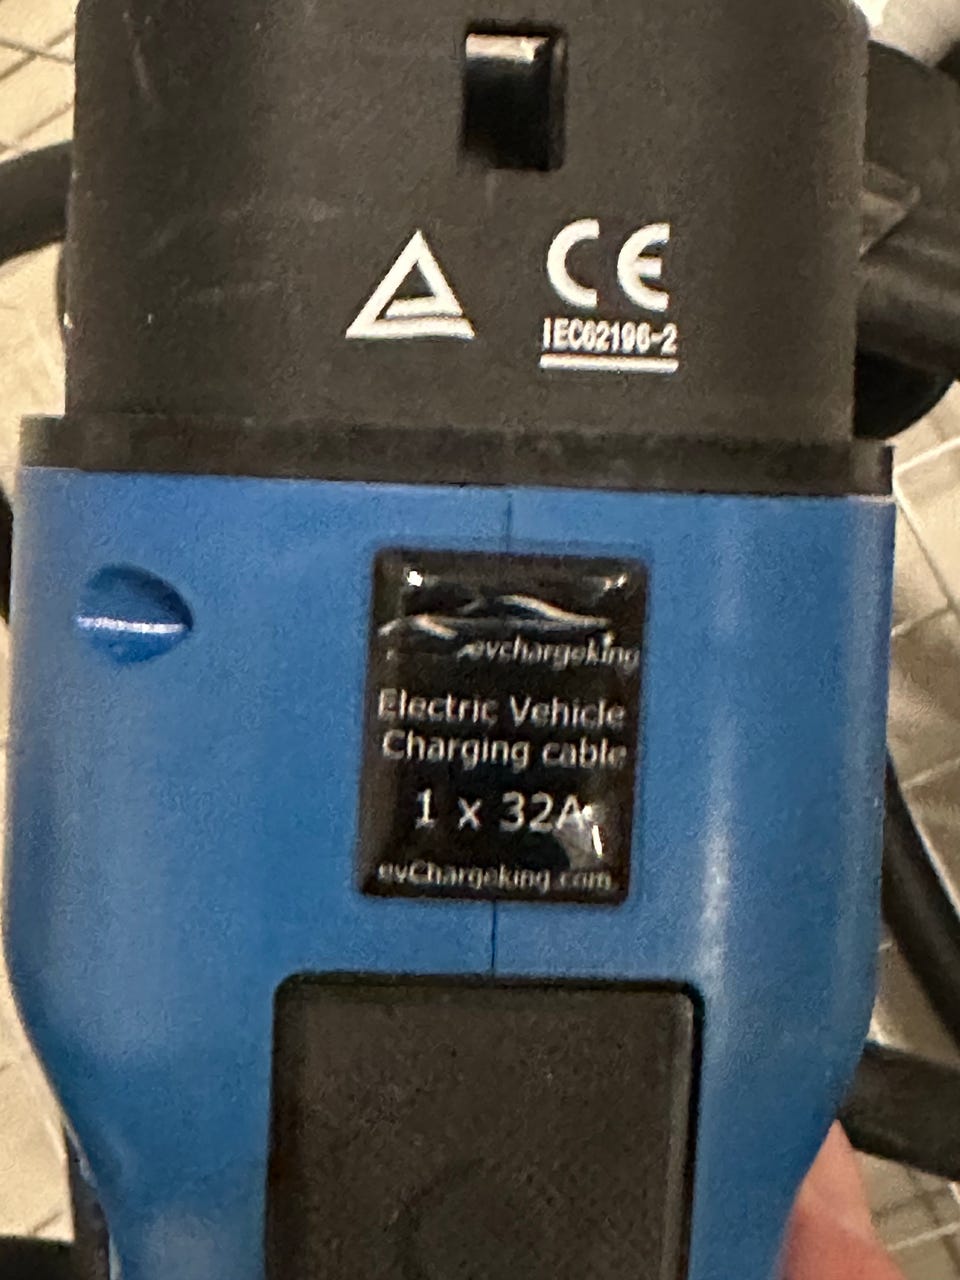 CE
IEC62196-2
evchargeking
Electric Vehicle
Charging cable
1 x 32A
evChargeking.com